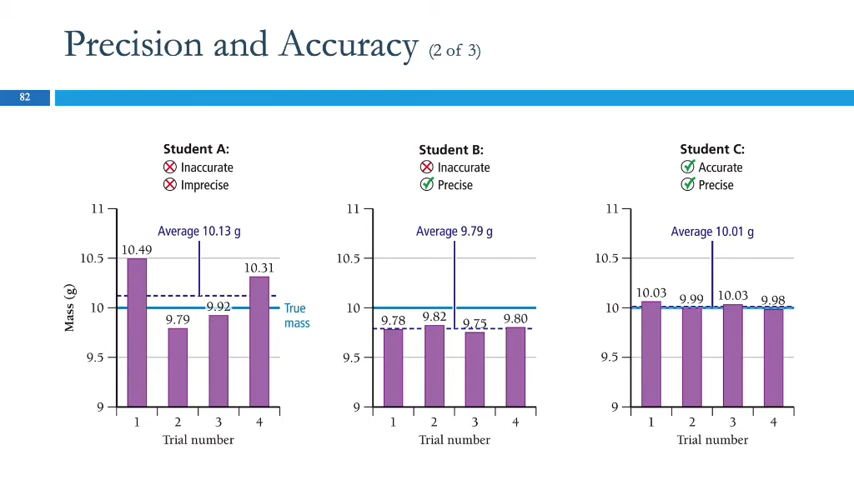 Precision and Accuracy (2 of 3)
82
Student A:
Inaccurate
Imprecise
Student B:
Inaccurate
Precise
Student C:
Accurate
Precise
Mass (g)
11
10.5
10
9.5
9
Average 10.13 g
10.49
9.79
9.92
10.31
True
mass
1 2 3 4
Trial number
11
10.5
10
9.5
9
Average 9.79 g
9.78
9.82
9.75
9.80
1 2 3 4
Trial number
11
10.5
10
9.5
9
Average 10.01 g
10.03
9.99
10.03
9.98
1 2 3 4
Trial number